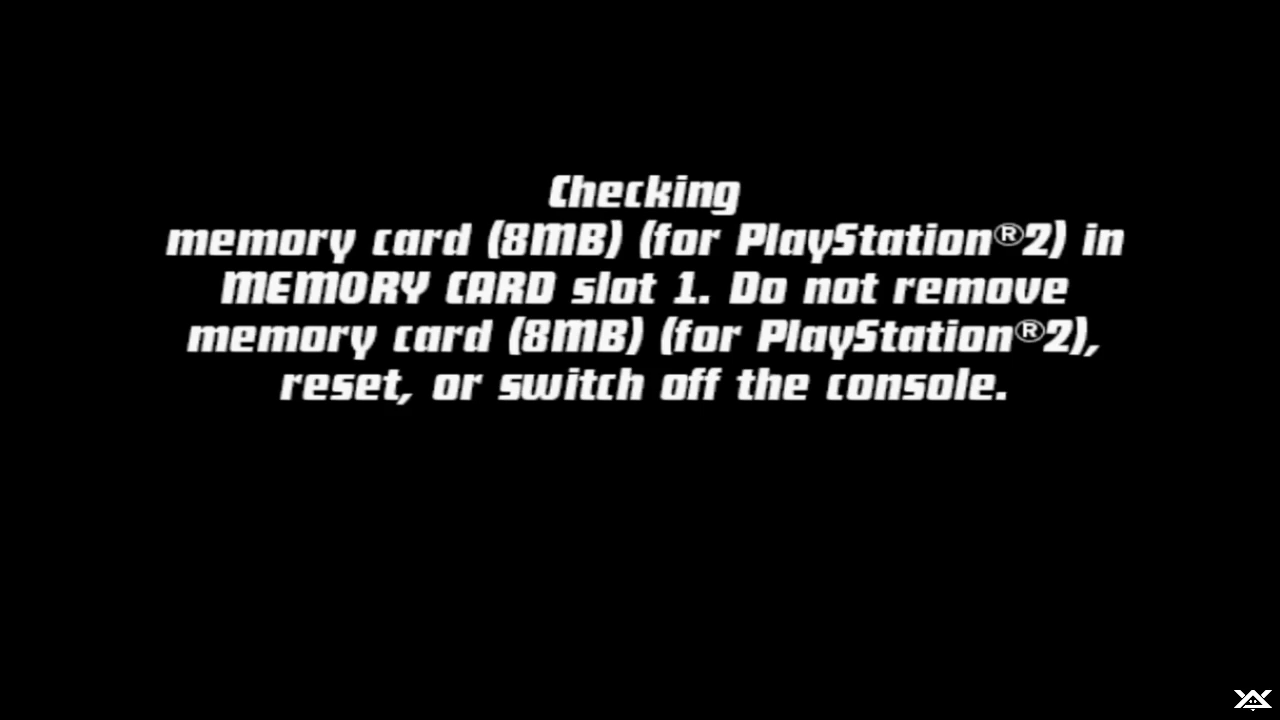 Checking
memory card (8MB) (for PlayStation®2) in
MEMORY CARD slot 1. Do not remove
memory card (8MB) (for PlayStation®2),
reset, or switch off the console.